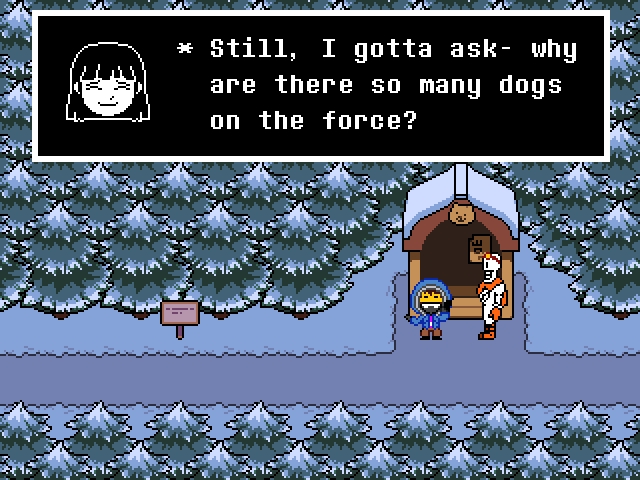 * Still, I gotta ask- why
are there so many dogs
on the force?